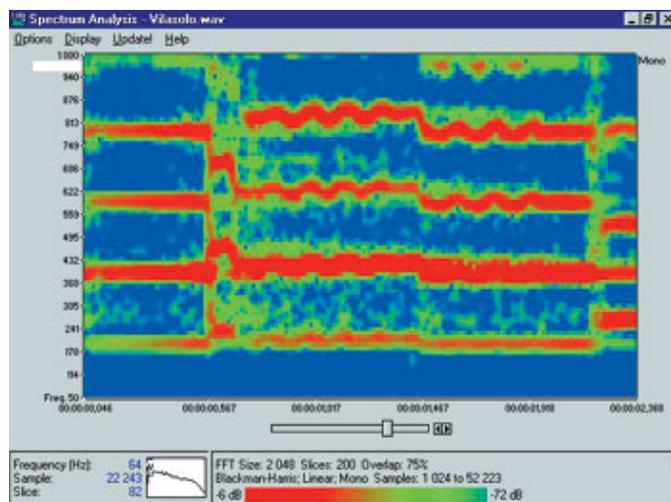 Spectrum Analysis - Vilasolo.wav
Options Display Update! Help
1000
940
876
813
749
686
622
559
495
432
368
305
241
178
114
Freq. 50
Mono
00:00:00,046 00:00:00,567 00:00:01,017 00:00:01,467 00:00:01,918 00:00:02,368
Frequency (Hz): 64
Sample: 22 243
Slice: 82
FFT Size: 2 048 Slices: 200 Overlap: 75%
Blackman-Harris; Linear; Mono Samples: 1 024 to 52 223
-6 dB -72 dB